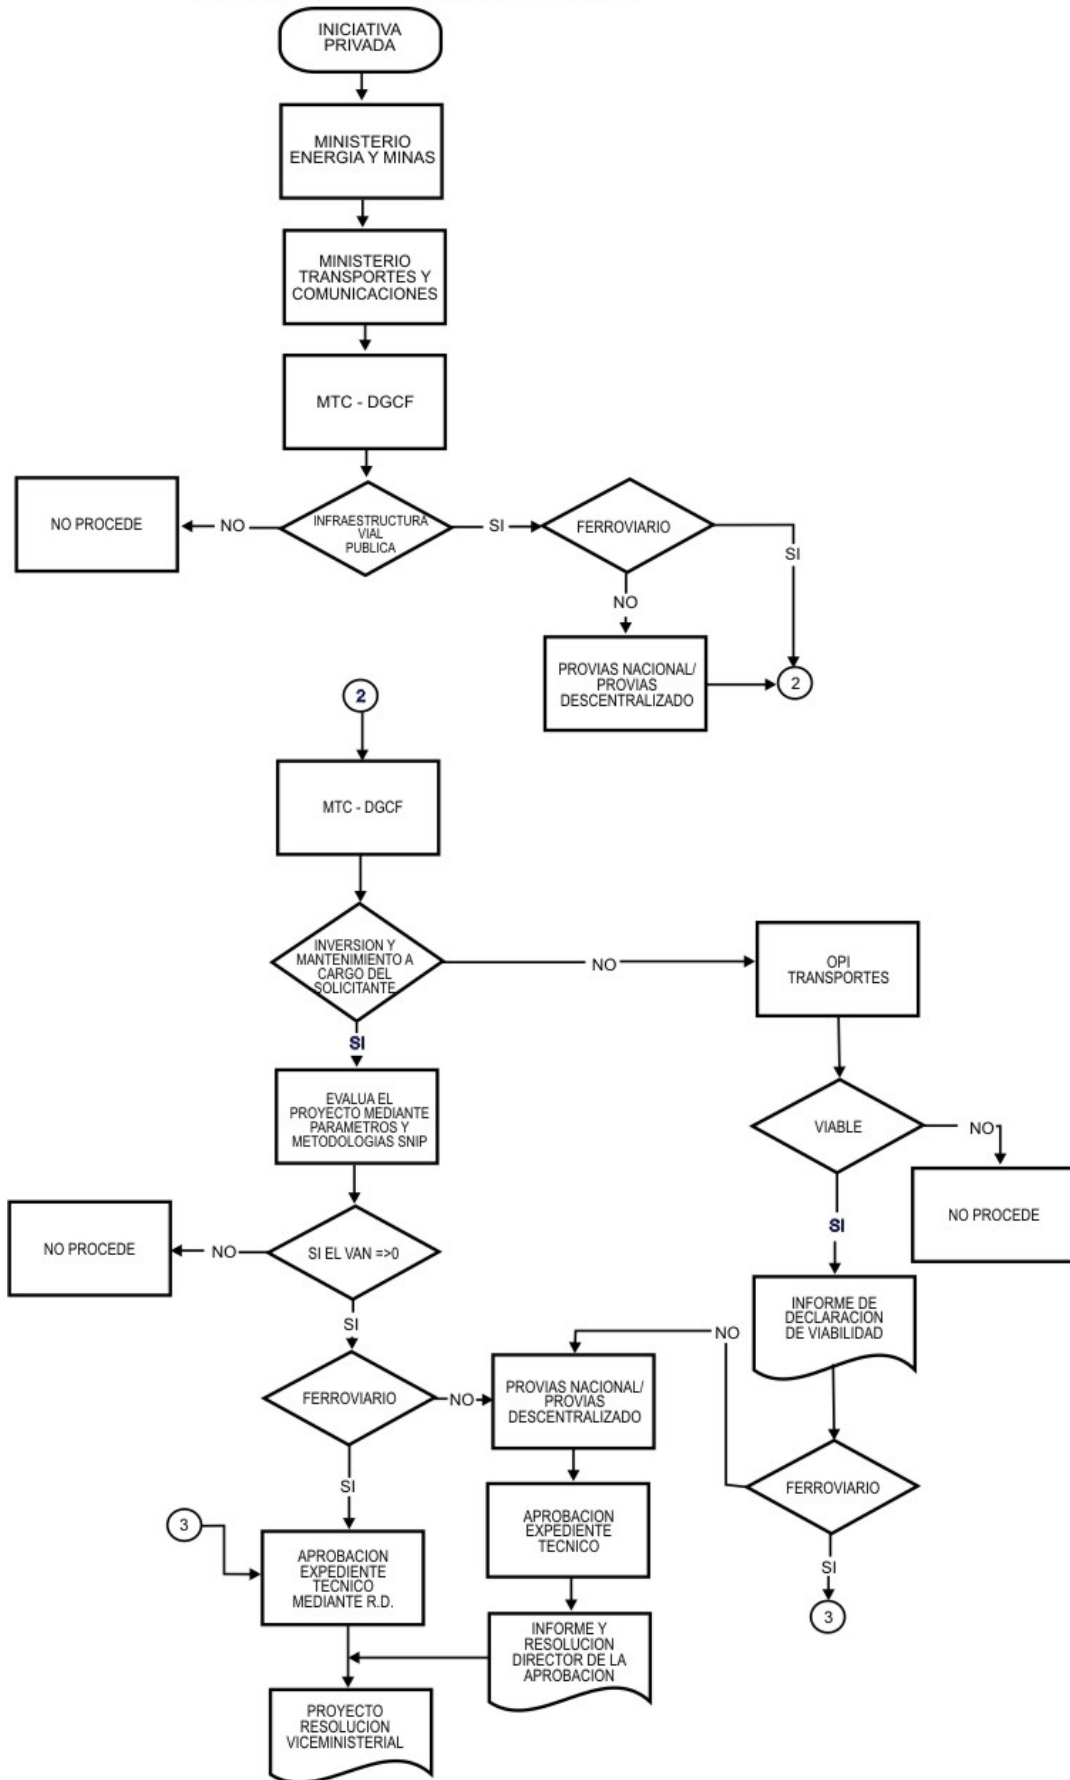 INICIATIVA
PRIVADA
MINISTERIO
ENERGIA Y MINAS
MINISTERIO
TRANSPORTES Y
COMUNICACIONES
MTC - DGCF
NO PROCEDE
NO
INFRAESTRUCTURA
VIAL
PUBLICA
SI
FERROVIARIO
SI
NO
PROVIAS NACIONAL/
PROVIAS
DESCENTRALIZADO
2
2
MTC - DGCF
INVERSION Y
MANTENIMIENTO A
CARGO DEL
SOLICITANTE
NO
OPI
TRANSPORTES
SI
EVALUA EL
PROYECTO MEDIANTE
PARAMETROS Y
METODOLOGIAS SNIP
VIABLE
NO
NO PROCEDE
SI
NO PROCEDE
NO
SI EL VAN =>0
INFORME DE
DECLARACION
DE VIABILIDAD
SI
NO
FERROVIARIO
NO
PROVIAS NACIONAL/
PROVIAS
DESCENTRALIZADO
FERROVIARIO
SI
SI
3
3
APROBACION
EXPEDIENTE
TECNICO
MEDIANTE R.D.
APROBACION
EXPEDIENTE
TECNICO
INFORME Y
RESOLUCION
DIRECTOR DE LA
APROBACION
PROYECTO
RESOLUCION
VICEMINISTERIAL